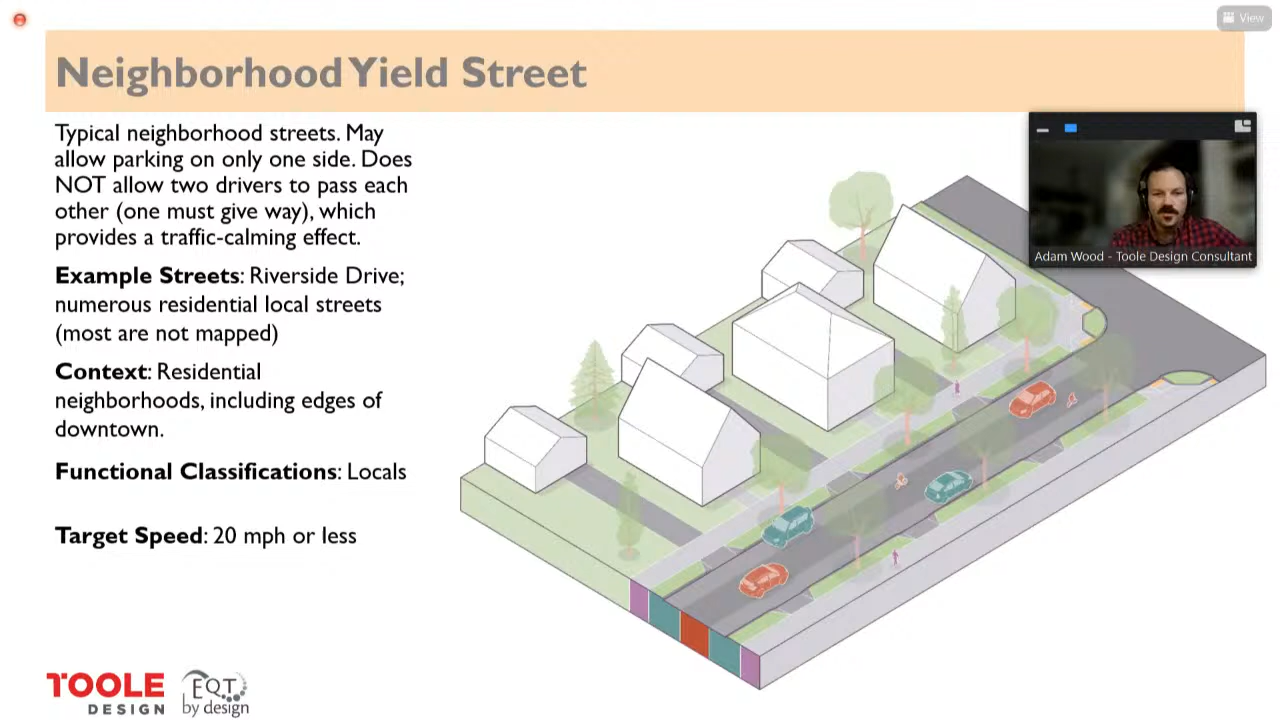 View
Neighborhood Yield Street
Typical neighborhood streets. May
allow parking on only one side. Does
NOT allow two drivers to pass each
other (one must give way), which
provides a traffic-calming effect.
Example Streets: Riverside Drive;
numerous residential local streets
(most are not mapped)
Context: Residential
neighborhoods, including edges of
downtown.
Functional Classifications: Locals
Target Speed: 20 mph or less
Adam Wood - Toole Design Consultant
TOOLE
DESIGN
EQT
by design